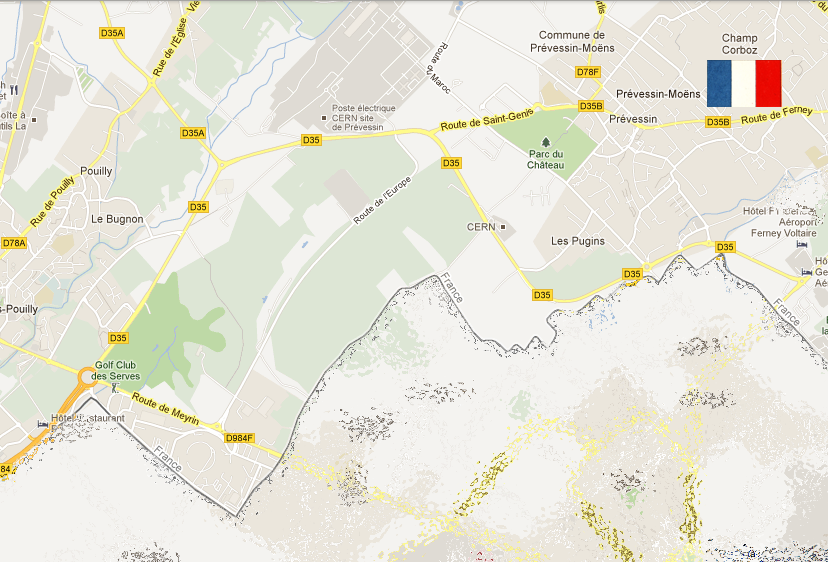 D35A
Rue de l'Église
Route du Maroc
Commune de
Prévessin-Moëns
Champ
Corboz
D78F
Prévessin-Moëns
D35B
Poste électrique
CERN site
de Prévessin
Route de Saint-Genis
Prévessin
D35B
Route de Ferney
D35A
D35
D35
Parc du
Château
Pouilly
Rue de Pouilly
Route de l'Europe
Le Bugnon
D35
CERN
Les Pugins
Aéroport
Ferney Voltaire
D78A
D35
D35
D35
France
France
s-Pouilly
D35
Golf Club
des Serves
Route de Meyrin
D984F
France
84